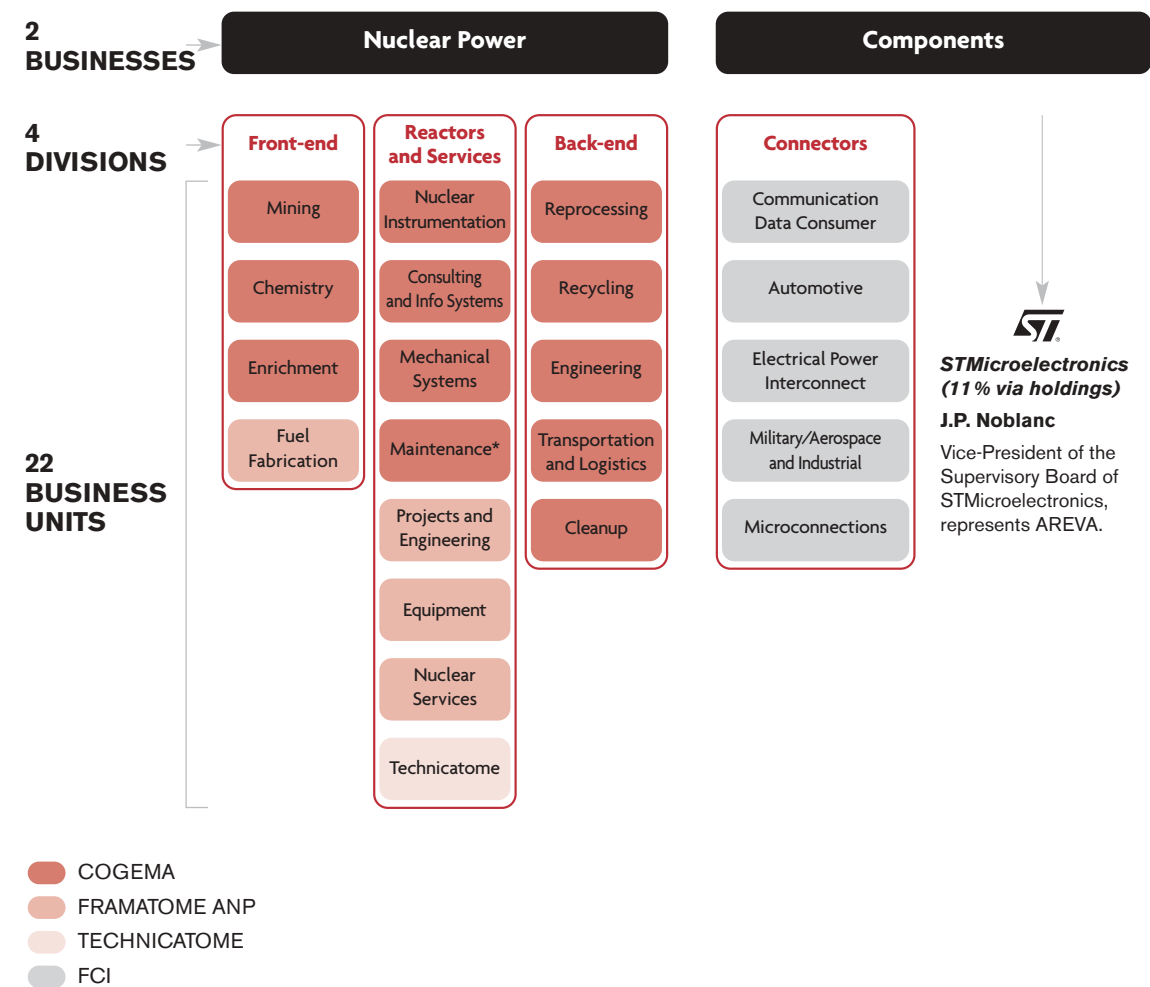 2
BUSINESSES
Nuclear Power
Components
4
DIVISIONS
Front-end
Reactors
and Services
Back-end
Connectors
22
BUSINESS
UNITS
Mining
Chemistry
Enrichment
Fuel
Fabrication
Nuclear
Instrumentation
Consulting
and Info Systems
Mechanical
Systems
Maintenance*
Projects and
Engineering
Equipment
Nuclear
Services
Technicatome
Reprocessing
Recycling
Engineering
Transportation
and Logistics
Cleanup
Communication
Data Consumer
Automotive
Electrical Power
Interconnect
Military/Aerospace
and Industrial
Microconnections
ST
STMicroelectronics
(11% via holdings)
J.P. Noblanc
Vice-President of the
Supervisory Board of
STMicroelectronics,
represents AREVA.
COGEMA
FRAMATOME ANP
TECHNICATOME
FCI